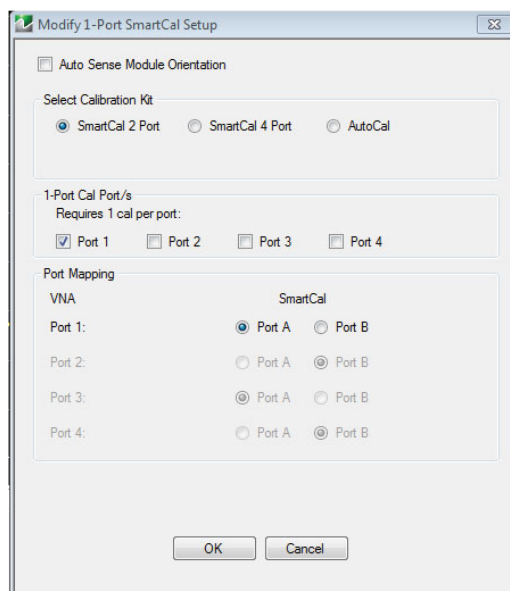 Modify 1-Port SmartCal Setup
Auto Sense Module Orientation
Select Calibration Kit
SmartCal 2 Port SmartCal 4 Port AutoCal
1-Port Cal Port/s
Requires 1 cal per port:
Port 1 Port 2 Port 3 Port 4
Port Mapping
VNA SmartCal
Port 1: Port A Port B
Port 2: Port A Port B
Port 3: Port A Port B
Port 4: Port A Port B
OK Cancel